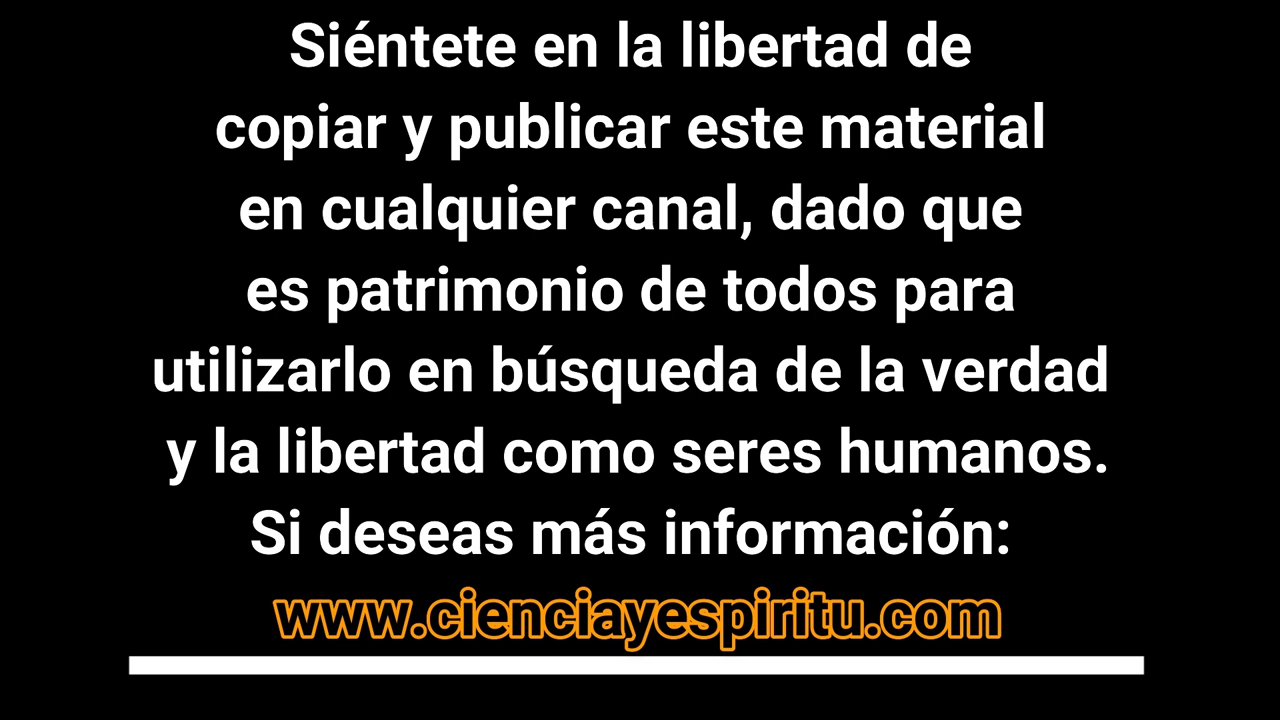 Siéntete en la libertad de
copiar y publicar este material
en cualquier canal, dado que
es patrimonio de todos para
utilizarlo en búsqueda de la verdad
y la libertad como seres humanos.
Si deseas más información:
www.cienciayespiritu.com